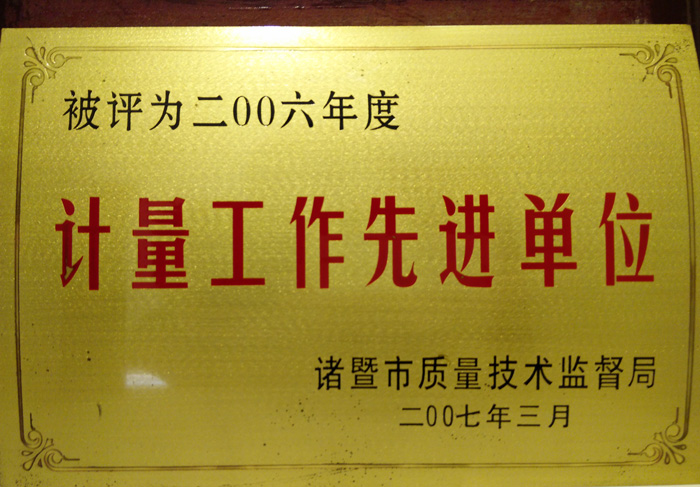 被评为二00六年度
计量工作先进单位
诸暨市质量技术监督局
二00七年三月